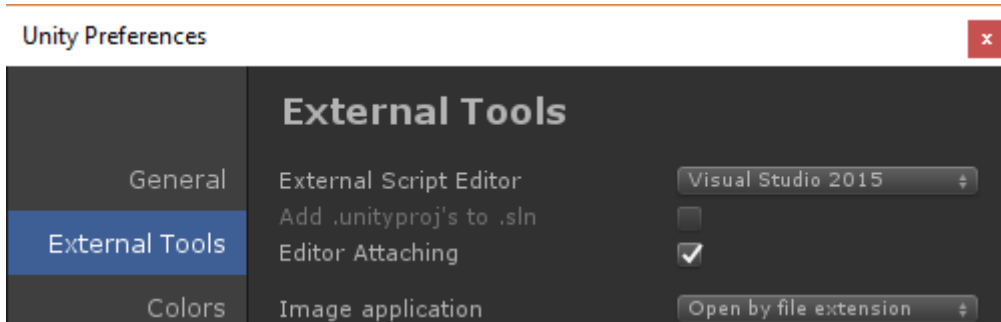 Unity Preferences
x
External Tools
General
External Script Editor
Visual Studio 2015
Add .unityproj's to .sln
External Tools
Editor Attaching
Colors
Image application
Open by file extension